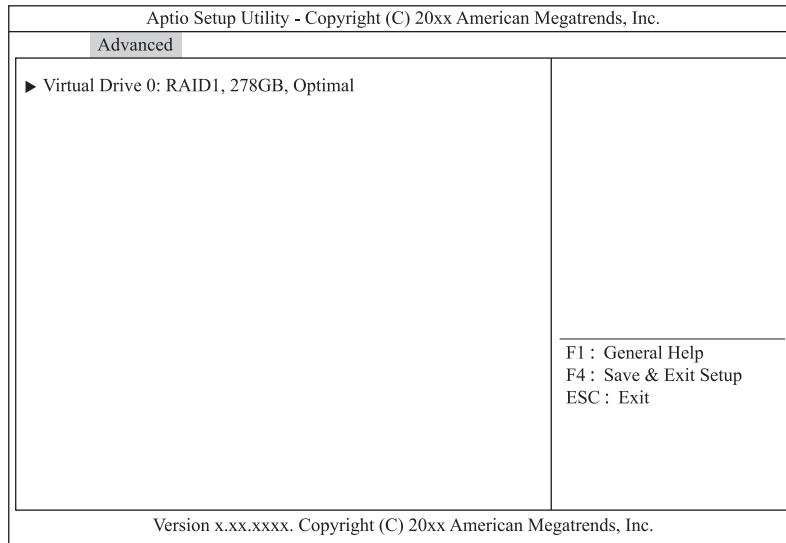 Aptio Setup Utility - Copyright (C) 20xx American Megatrends, Inc.
Advanced
▶ Virtual Drive 0: RAID1, 278GB, Optimal
F1 : General Help
F4 : Save & Exit Setup
ESC : Exit
Version x.xx.xxxx. Copyright (C) 20xx American Megatrends, Inc.